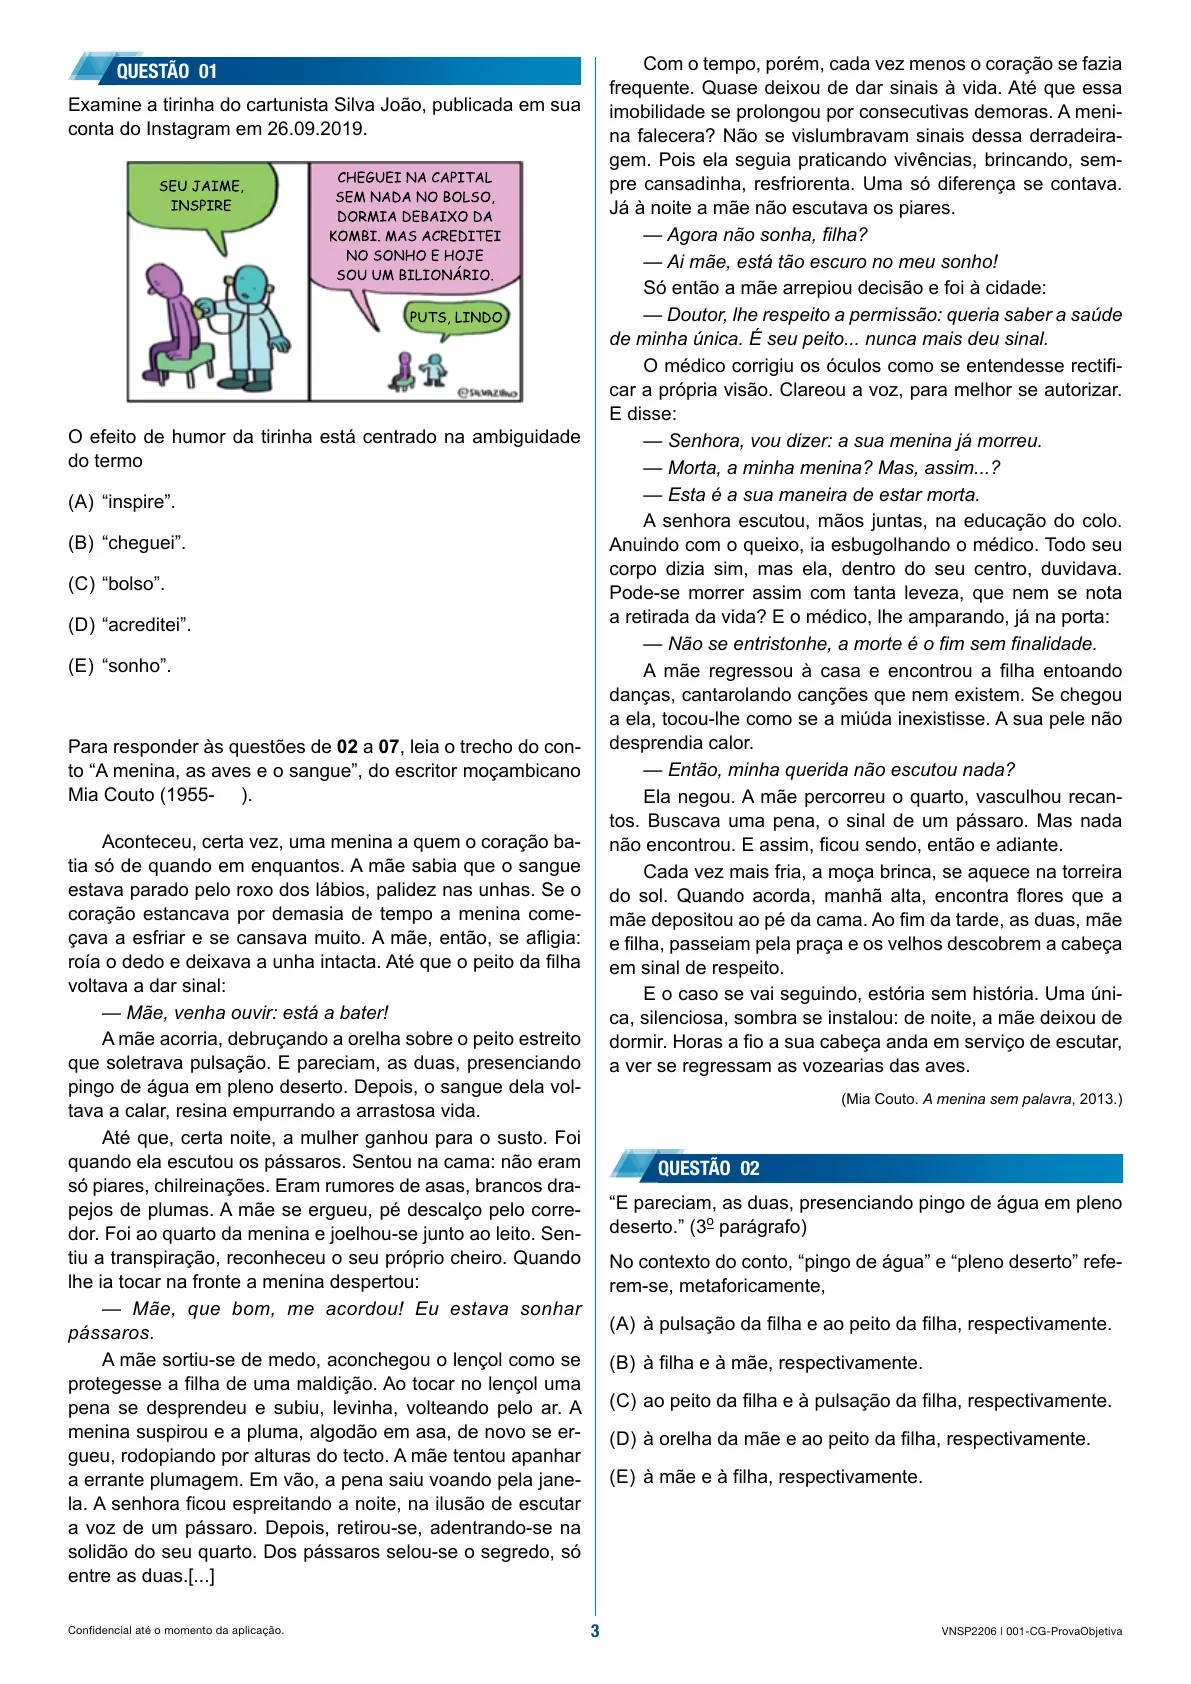 QUESTÃO 01
Examine a tirinha do cartunista Silva João, publicada em sua
conta do Instagram em 26.09.2019.
SEU JAIME,
INSPIRE
CHEGUEI NA CAPITAL
SEM NADA NO BOLSO,
DORMIA DEBAIXO DA
KOMBI. MAS ACREDITEI
NO SONHO E HOJE
SOU UM BILIONÁRIO.
PUTS, LINDO
O efeito de humor da tirinha está centrado na ambiguidade
do termo
(A) “inspire”.
(B) “cheguei”.
(C) “bolso”.
(D) “acreditei”.
(E) “sonho”.
Para responder às questões de 02 a 07, leia o trecho do con-
to “A menina, as aves e o sangue”, do escritor moçambicano
Mia Couto (1955- ).
Aconteceu, certa vez, uma menina a quem o coração ba-
tia só de quando em enquantos. A mãe sabia que o sangue
estava parado pelo roxo dos lábios, palidez nas unhas. Se o
coração estancava por demasia de tempo a menina come-
çava a esfriar e se cansava muito. A mãe, então, se afligia:
roía o dedo e deixava a unha intacta. Até que o peito da filha
voltava a dar sinal:
— Mãe, venha ouvir: está a bater!
A mãe acorria, debruçando a orelha sobre o peito estreito
que soletrava pulsação. E pareciam, as duas, presenciando
pingo de água em pleno deserto. Depois, o sangue dela vol-
tava a calar, resina empurrando a arrastosa vida.
Até que, certa noite, a mulher ganhou para o susto. Foi
quando ela escutou os pássaros. Sentou na cama: não eram
só piares, chilreinações. Eram rumores de asas, brancos dra-
pejos de plumas. A mãe se ergueu, pé descalço pelo corre-
dor. Foi ao quarto da menina e joelhou-se junto ao leito. Sen-
tiu a transpiração, reconheceu o seu próprio cheiro. Quando
lhe ia tocar na fronte a menina despertou:
— Mãe, que bom, me acordou! Eu estava sonhar
pássaros.
A mãe sortiu-se de medo, aconchegou o lençol como se
protegesse a filha de uma maldição. Ao tocar no lençol uma
pena se desprendeu e subiu, levinha, volteando pelo ar. A
menina suspirou e a pluma, algodão em asa, de novo se er-
gueu, rodopiando por alturas do tecto. A mãe tentou apanhar
a errante plumagem. Em vão, a pena saiu voando pela jane-
la. A senhora ficou espreitando a noite, na ilusão de escutar
a voz de um pássaro. Depois, retirou-se, adentrando-se na
solidão do seu quarto. Dos pássaros selou-se o segredo, só
entre as duas.[...]
Com o tempo, porém, cada vez menos o coração se fazia
frequente. Quase deixou de dar sinais à vida. Até que essa
imobilidade se prolongou por consecutivas demoras. A meni-
na falecera? Não se vislumbravam sinais dessa derradeira-
gem. Pois ela seguia praticando vivências, brincando, sem-
pre cansadinha, resfriorenta. Uma só diferença se contava.
Já à noite a mãe não escutava os piares.
— Agora não sonha, filha?
— Ai mãe, está tão escuro no meu sonho!
Só então a mãe arrepiou decisão e foi à cidade:
— Doutor, lhe respeito a permissão: queria saber a saúde
de minha única. É seu peito... nunca mais deu sinal.
O médico corrigiu os óculos como se entendesse rectifi-
car a própria visão. Clareou a voz, para melhor se autorizar.
E disse:
— Senhora, vou dizer: a sua menina já morreu.
— Morta, a minha menina? Mas, assim...?
— Esta é a sua maneira de estar morta.
A senhora escutou, mãos juntas, na educação do colo.
Anuindo com o queixo, ia esbugolhando o médico. Todo seu
corpo dizia sim, mas ela, dentro do seu centro, duvidava.
Pode-se morrer assim com tanta leveza, que nem se nota
a retirada da vida? E o médico, lhe amparando, já na porta:
— Não se entristonhe, a morte é o fim sem finalidade.
A mãe regressou à casa e encontrou a filha entoando
danças, cantarolando canções que nem existem. Se chegou
a ela, tocou-lhe como se a miúda inexistisse. A sua pele não
desprendia calor.
— Então, minha querida não escutou nada?
Ela negou. A mãe percorreu o quarto, vasculhou recan-
tos. Buscava uma pena, o sinal de um pássaro. Mas nada
não encontrou. E assim, ficou sendo, então e adiante.
Cada vez mais fria, a moça brinca, se aquece na torreira
do sol. Quando acorda, manhã alta, encontra flores que a
mãe depositou ao pé da cama. Ao fim da tarde, as duas, mãe
e filha, passeiam pela praça e os velhos descobrem a cabeça
em sinal de respeito.
E o caso se vai seguindo, estória sem história. Uma úni-
ca, silenciosa, sombra se instalou: de noite, a mãe deixou de
dormir. Horas a fio a sua cabeça anda em serviço de escutar,
a ver se regressam as vozearias das aves.
(Mia Couto. A menina sem palavra, 2013.)
QUESTÃO 02
“E pareciam, as duas, presenciando pingo de água em pleno
deserto.” (3º parágrafo)
No contexto do conto, “pingo de água” e “pleno deserto” refe-
rem-se, metaforicamente,
(A) à pulsação da filha e ao peito da filha, respectivamente.
(B) à filha e à mãe, respectivamente.
(C) ao peito da filha e à pulsação da filha, respectivamente.
(D) à orelha da mãe e ao peito da filha, respectivamente.
(E) à mãe e à filha, respectivamente.
Confidencial até o momento da aplicação.
3
VNSP2206 | 001-CG-ProvaObjetiva